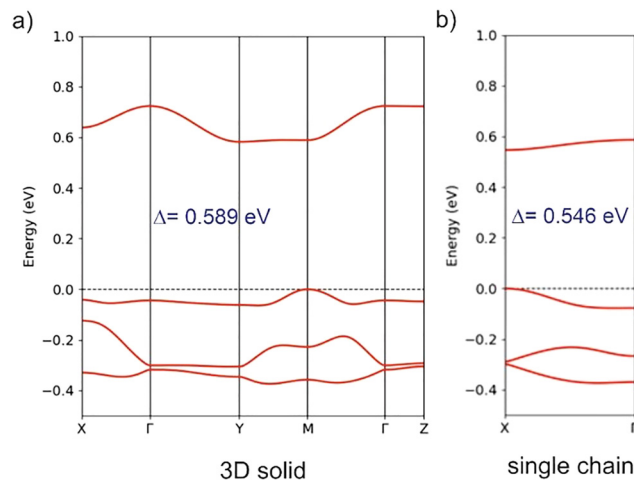 a)
1.0
0.8
0.6
0.4
0.2
0.0
−0.2
−0.4
Energy (eV)
Δ= 0.589 eV
X Γ Y M Γ Z
3D solid
b)
1.0
0.8
0.6
0.4
0.2
0.0
−0.2
−0.4
Energy (eV)
Δ= 0.546 eV
X Γ
single chain